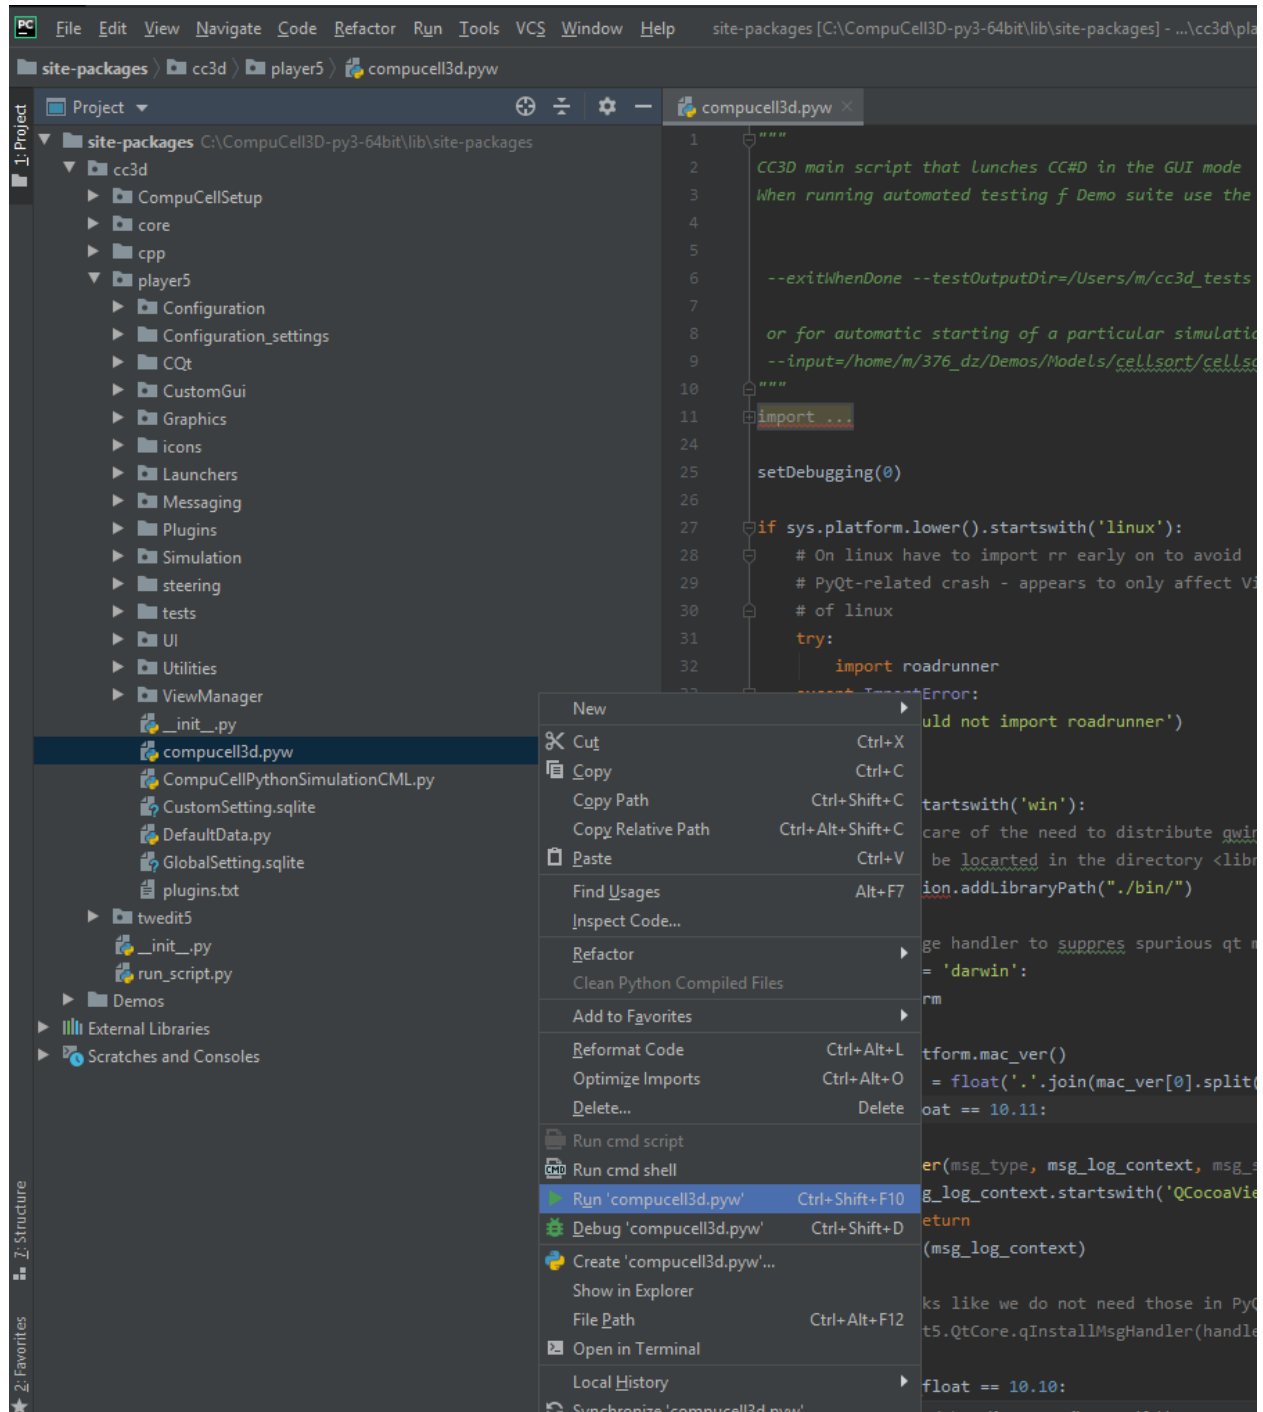 PC File Edit View Navigate Code Refactor Run Tools VCS Window Help site-packages [C:\CompuCell3D-py3-64bit\lib\site-packages] - ...\cc3d\pla
site-packages cc3d player5 compucell3d.pyw
Project
compucell3d.pyw
1: Project
site-packages C:\CompuCell3D-py3-64bit\lib\site-packages
cc3d
CompuCellSetup
core
cpp
player5
Configuration
Configuration_settings
CQt
CustomGui
Graphics
icons
Launchers
Messaging
Plugins
Simulation
steering
tests
UI
Utilities
ViewManager
__init__.py
compucell3d.pyw
CompuCellPythonSimulationCML.py
CustomSetting.sqlite
DefaultData.py
GlobalSetting.sqlite
plugins.txt
twedit5
__init__.py
run_script.py
Demos
External Libraries
Scratches and Consoles
7: Structure
2: Favorites
1 """
2 CC3D main script that lunches CC#D in the GUI mode
3 When running automated testing f Demo suite use the
4
5
6 --exitWhenDone --testOutputDir=/Users/m/cc3d_tests
7
8 or for automatic starting of a particular simulatio
9 --input=/home/m/376_dz/Demos/Models/cellsort/cellso
10 """
11 import ...
24
25 setDebugging(0)
26
27 if sys.platform.lower().startswith('linux'):
28 # On linux have to import rr early on to avoid
29 # PyQt-related crash - appears to only affect Vi
30 # of linux
31 try:
32 import roadrunner
33 except ImportError:
uld not import roadrunner')
tartswith('win'):
care of the need to distribute qwin
be locarted in the directory <libr
ion.addLibraryPath("./bin/")
ge handler to suppres spurious qt m
= 'darwin':
rm
tform.mac_ver()
= float('.'.join(mac_ver[0].split(
oat == 10.11:
er(msg_type, msg_log_context, msg_s
g_log_context.startswith('QCocoaVie
eturn
(msg_log_context)
ks like we do not need those in PyQ
t5.QtCore.qInstallMsgHandler(handle
float == 10.10:
New
Cut Ctrl+X
Copy Ctrl+C
Copy Path Ctrl+Shift+C
Copy Relative Path Ctrl+Alt+Shift+C
Paste Ctrl+V
Find Usages Alt+F7
Inspect Code...
Refactor
Clean Python Compiled Files
Add to Favorites
Reformat Code Ctrl+Alt+L
Optimize Imports Ctrl+Alt+O
Delete... Delete
Run cmd script
Run cmd shell
Run 'compucell3d.pyw' Ctrl+Shift+F10
Debug 'compucell3d.pyw' Ctrl+Shift+D
Create 'compucell3d.pyw'...
Show in Explorer
File Path Ctrl+Alt+F12
Open in Terminal
Local History
Synchronize 'compucell3d.pyw'